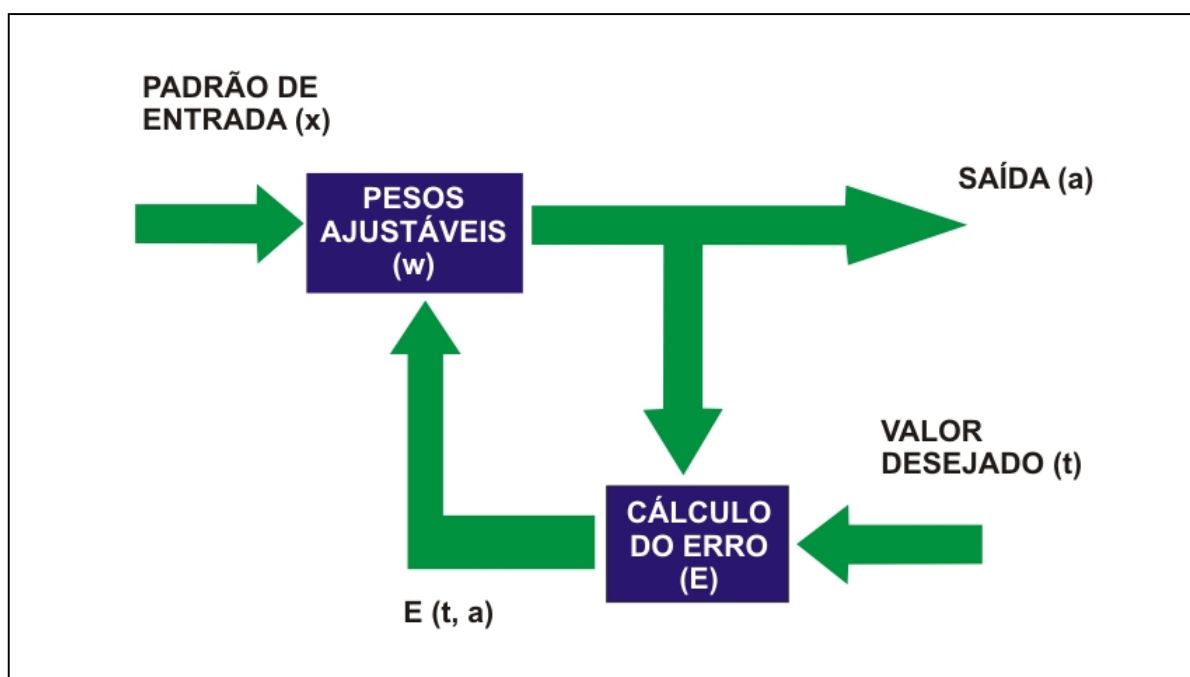 PADRÃO DE
ENTRADA (x)
PESOS
AJUSTÁVEIS
(w)
SAÍDA (a)
VALOR
DESEJADO (t)
CÁLCULO
DO ERRO
(E)
E (t, a)